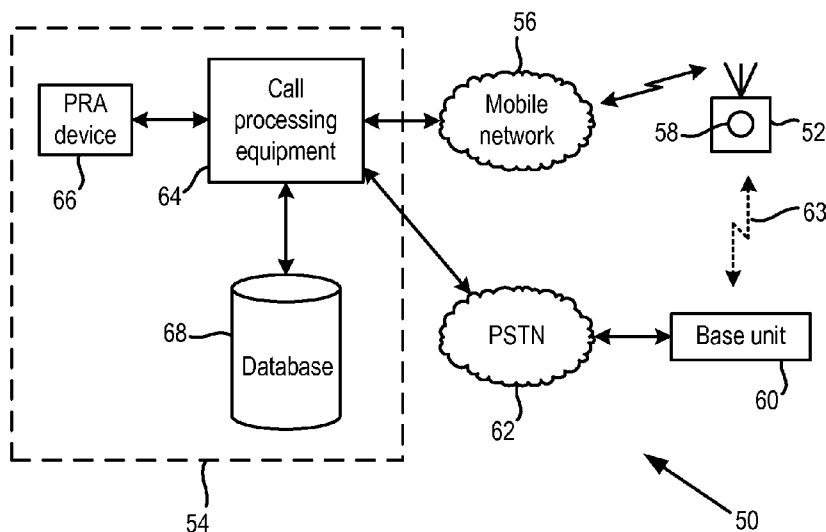 56
Call
processing
equipment
PRA
device
Mobile
network
58
52
66
64
63
68
Database
PSTN
Base unit
60
62
54
50